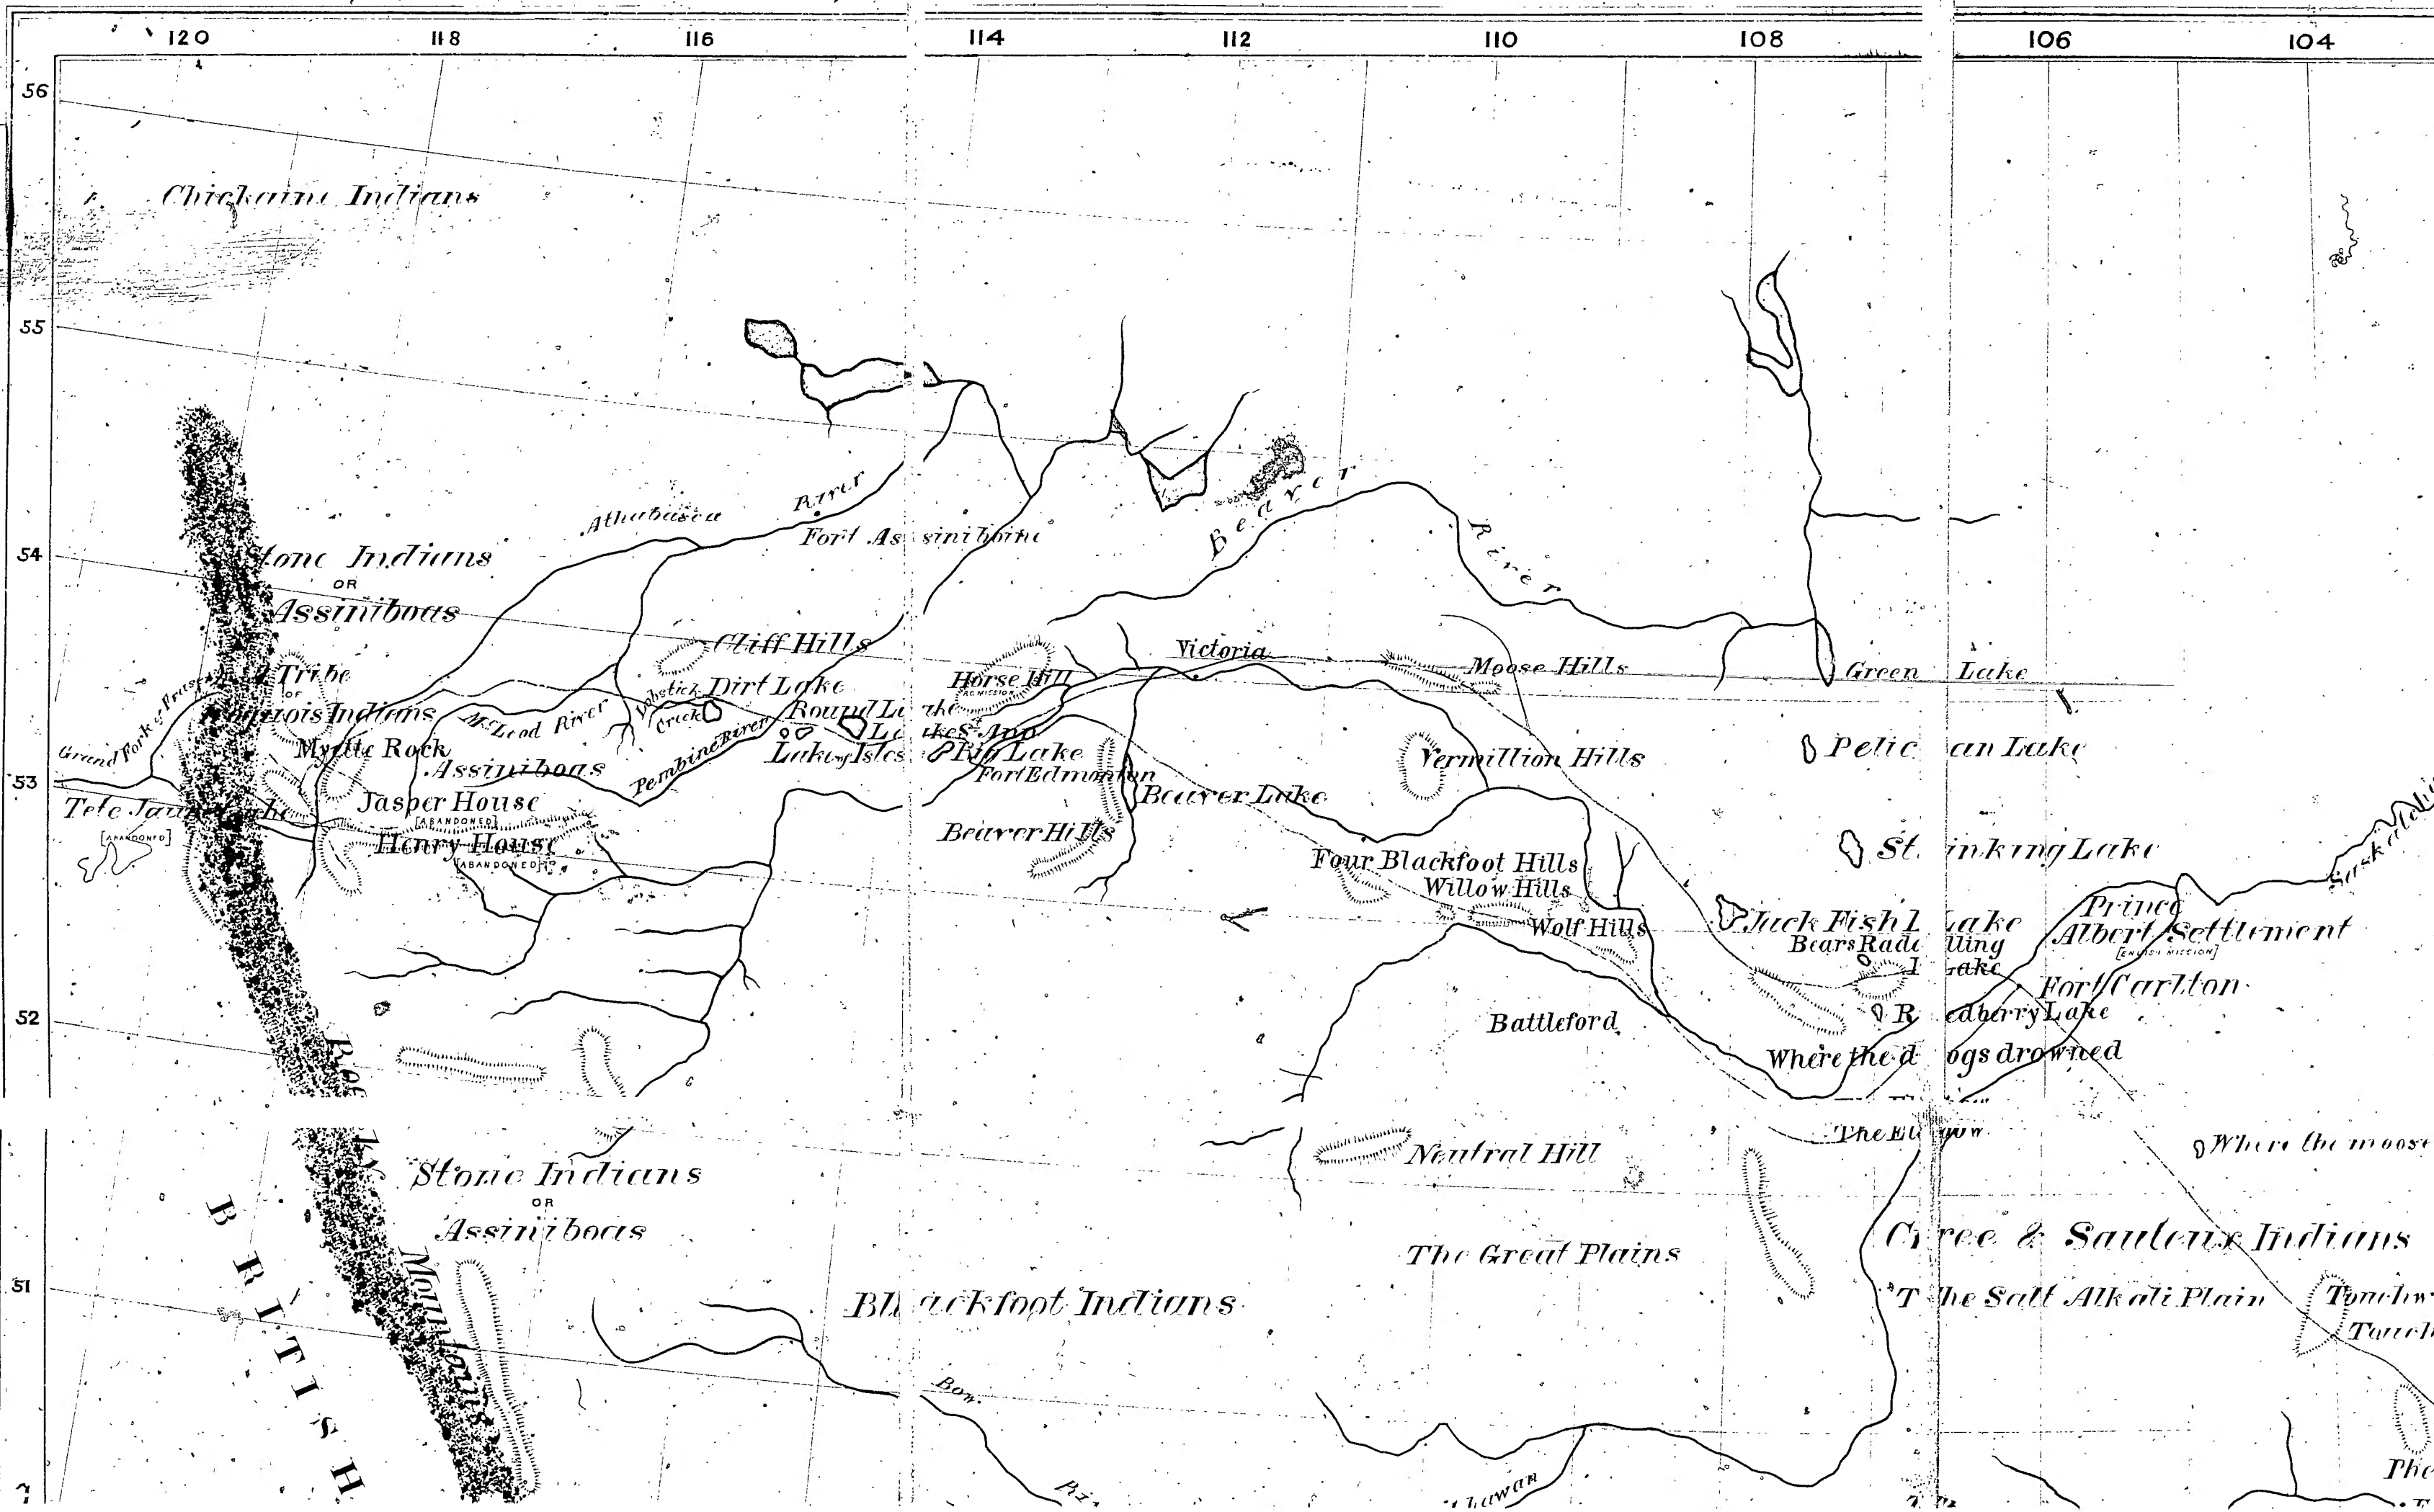 120 118 116 114 112 110 108 106 104
56
Indians
55
Beaver
River
Athabasca River
Fort Assiniboine
54
Stone Indians
OR
Assiniboas
Cliff Hills
Victoria
Moose Hills
Green Lake
Tribe
OF
Iroquois Indians
Horse Hill
Lobstick Creek
Dirt Lake
Round Lake
McLeod River
Lake St. Ann
Lake of Isles
Big Lake
Myrtle Rock
Pelican Lake
Vermillion Hills
Grand Fork of Fraser
Assiniboas
Pembine River
Fort Edmonton
53
Jasper House
[ABANDONED]
Beaver Lake
Tete Jaune Cache
[ABANDONED]
Henry House
[ABANDONED]
Beaver Hills
Stinking Lake
Four Blackfoot Hills
Willow Hills
Wolf Hills
Jack Fish Lake
Prince
Albert Settlement
[ENGLISH MISSION]
Lake
Fort Carlton
52
Redberry Lake
Battleford
Where the dogs drowned
The Elbow
Where the moose
Neutral Hill
Rocky Mountains
Stone Indians
OR
Assiniboas
BRITISH
The Great Plains
Cree & Sauteux Indians
51
Blackfoot Indians
The Salt Alkali Plain
Bow